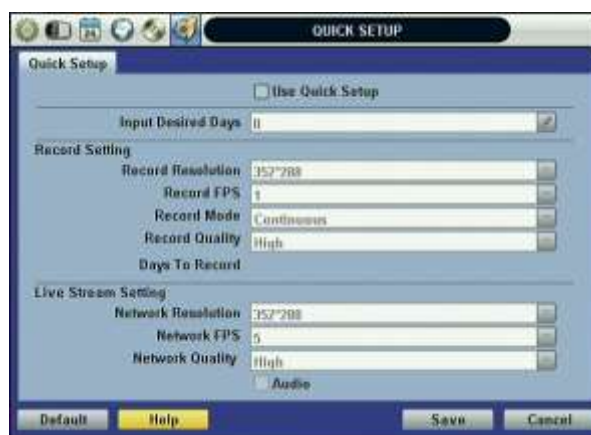 QUICK SETUP
Quick Setup
Use Quick Setup
Input Desired Days 0
Record Setting
Record Resolution 352*288
Record FPS 1
Record Mode Continuous
Record Quality High
Days To Record
Live Stream Setting
Network Resolution 352*288
Network FPS 5
Network Quality High
Audio
Default Help Save Cancel